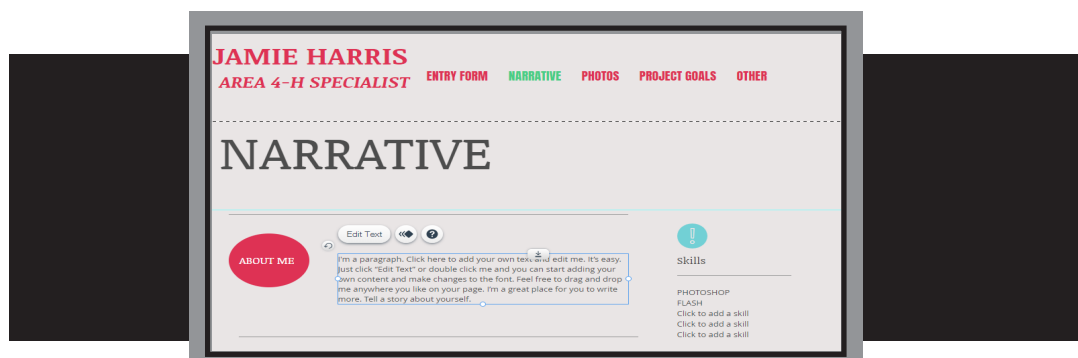 JAMIE HARRIS
AREA 4-H SPECIALIST
ENTRY FORM NARRATIVE PHOTOS PROJECT GOALS OTHER
NARRATIVE
Edit Text
ABOUT ME
I'm a paragraph. Click here to add your own text and edit me. It's easy.
Just click "Edit Text" or double click me and you can start adding your
own content and make changes to the font. Feel free to drag and drop
me anywhere you like on your page. I'm a great place for you to write
more. Tell a story about yourself.
Skills
PHOTOSHOP
FLASH
Click to add a skill
Click to add a skill
Click to add a skill